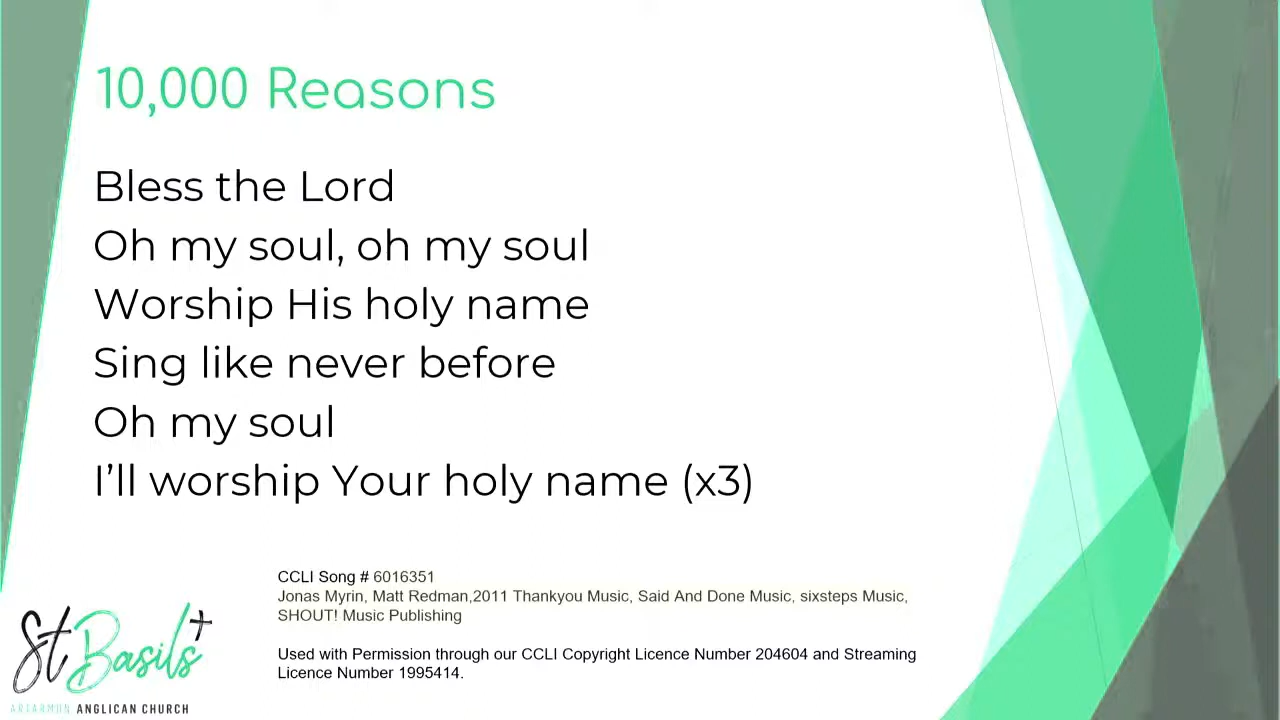 10,000 Reasons
Bless the Lord
Oh my soul, oh my soul
Worship His holy name
Sing like never before
Oh my soul
I’ll worship Your holy name (x3)
CCLI Song # 6016351
Jonas Myrin, Matt Redman,2011 Thankyou Music, Said And Done Music, sixsteps Music,
SHOUT! Music Publishing
Used with Permission through our CCLI Copyright Licence Number 204604 and Streaming
Licence Number 1995414.
St Basils
ARTARMON ANGLICAN CHURCH